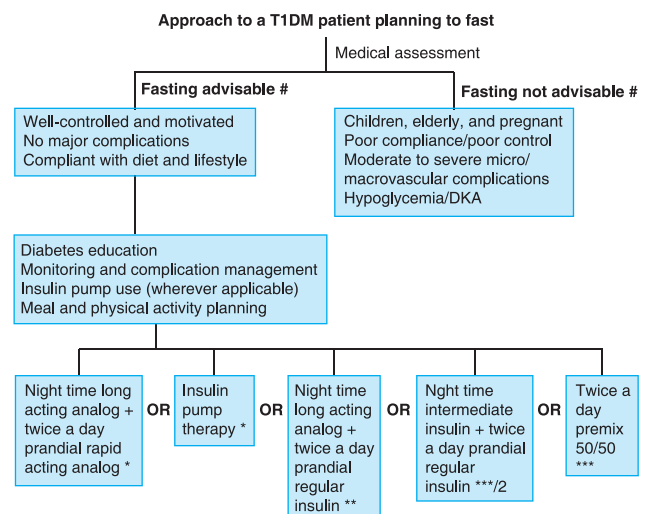 Approach to a T1DM patient planning to fast
Medical assessment
Fasting advisable #
Fasting not advisable #
Well-controlled and motivated
No major complications
Compliant with diet and lifestyle
Children, elderly, and pregnant
Poor compliance/poor control
Moderate to severe micro/
macrovascular complications
Hypoglycemia/DKA
Diabetes education
Monitoring and complication management
Insulin pump use (wherever applicable)
Meal and physical activity planning
Night time long
acting analog +
twice a day
prandial rapid
acting analog *
OR
Insulin
pump
therapy *
OR
Night time
long acting
analog +
twice a day
prandial
regular
insulin **
OR
Nght time
intermediate
insulin + twice
a day prandial
regular
insulin ***/2
OR
Twice a
day
premix
50/50
***